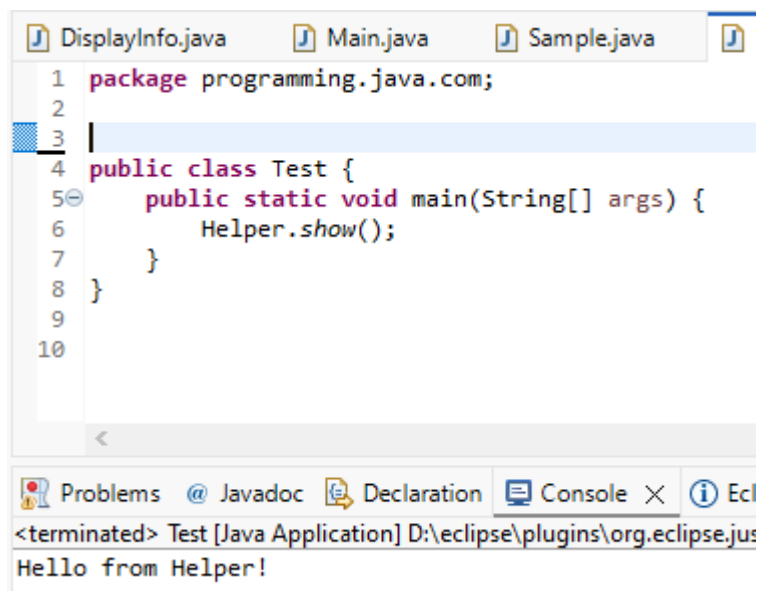 DisplayInfo.java Main.java Sample.java
1 package programming.java.com;
2
3
4 public class Test {
5 public static void main(String[] args) {
6 Helper.show();
7 }
8 }
9
10
Problems @ Javadoc Declaration Console Ecl
<terminated> Test [Java Application] D:\eclipse\plugins\org.eclipse.jus
Hello from Helper!